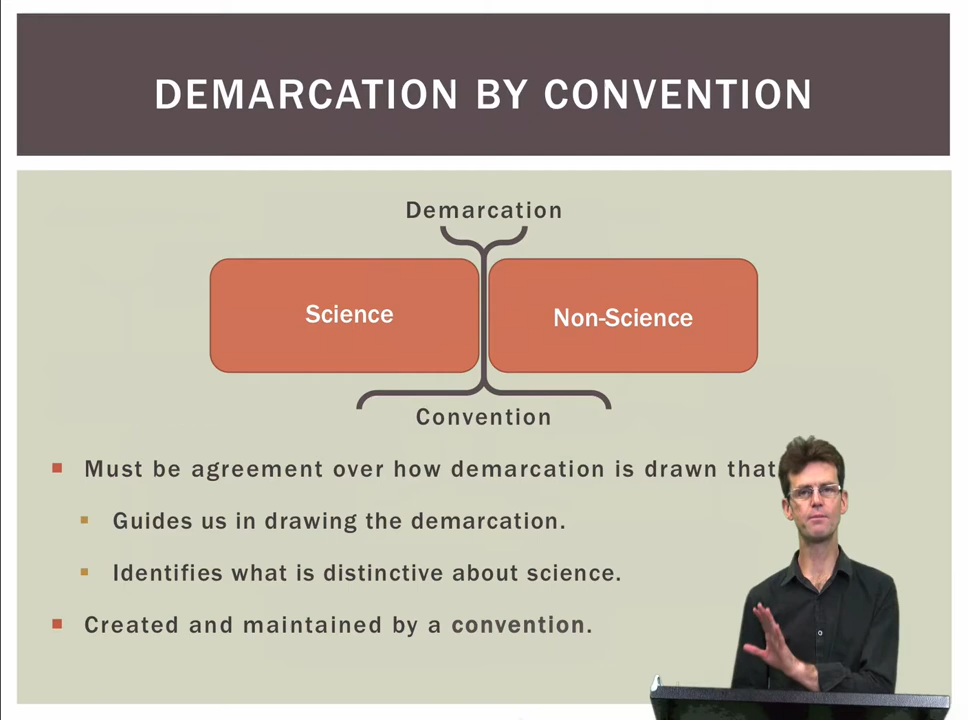 DEMARCATION BY CONVENTION
Demarcation
Science
Non-Science
Convention
Must be agreement over how demarcation is drawn that
Guides us in drawing the demarcation.
Identifies what is distinctive about science.
Created and maintained by a convention.